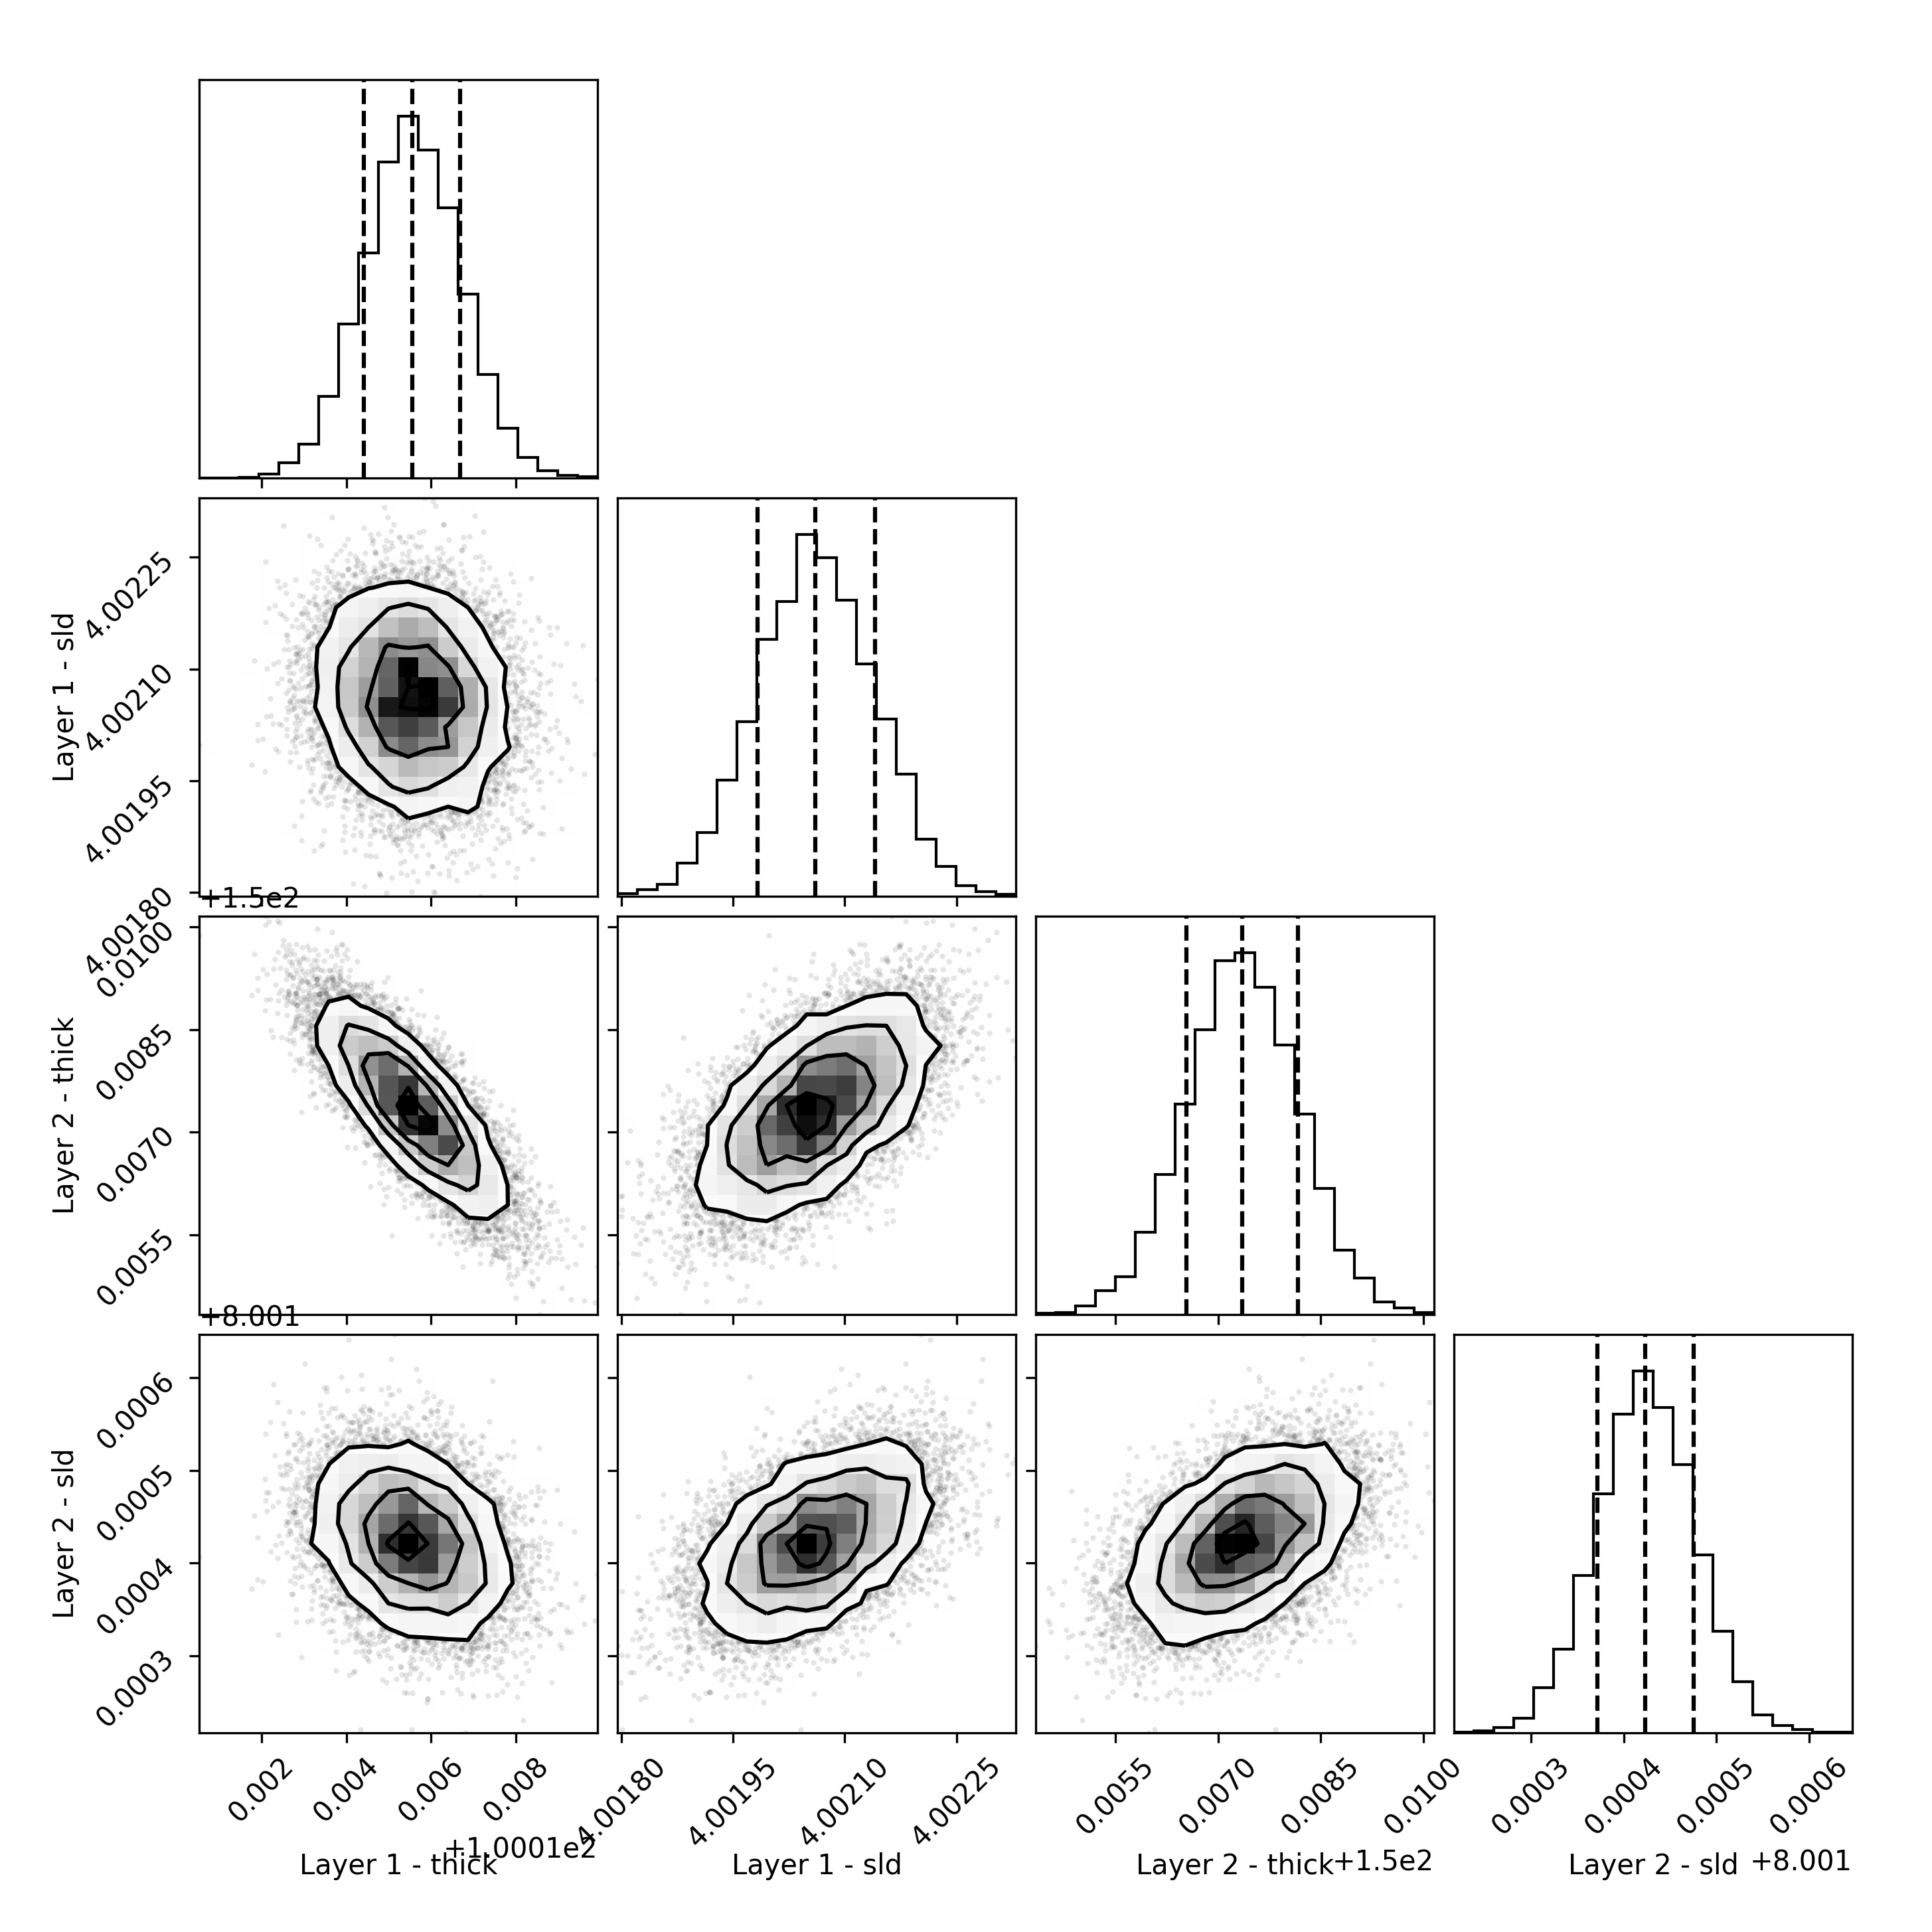 4.00225
4.00210
4.00195
4.00180
Layer 1 - sld
+1.5e2
0.0100
0.0085
0.0070
0.0055
Layer 2 - thick
+8.001
0.0006
0.0005
0.0004
0.0003
Layer 2 - sld
0.002 0.004 0.006 0.008
+1.0001e2
Layer 1 - thick
4.00180 4.00195 4.00210 4.00225
Layer 1 - sld
0.0055 0.0070 0.0085 0.0100
Layer 2 - thick
+1.5e2
0.0003 0.0004 0.0005 0.0006
Layer 2 - sld
+8.001